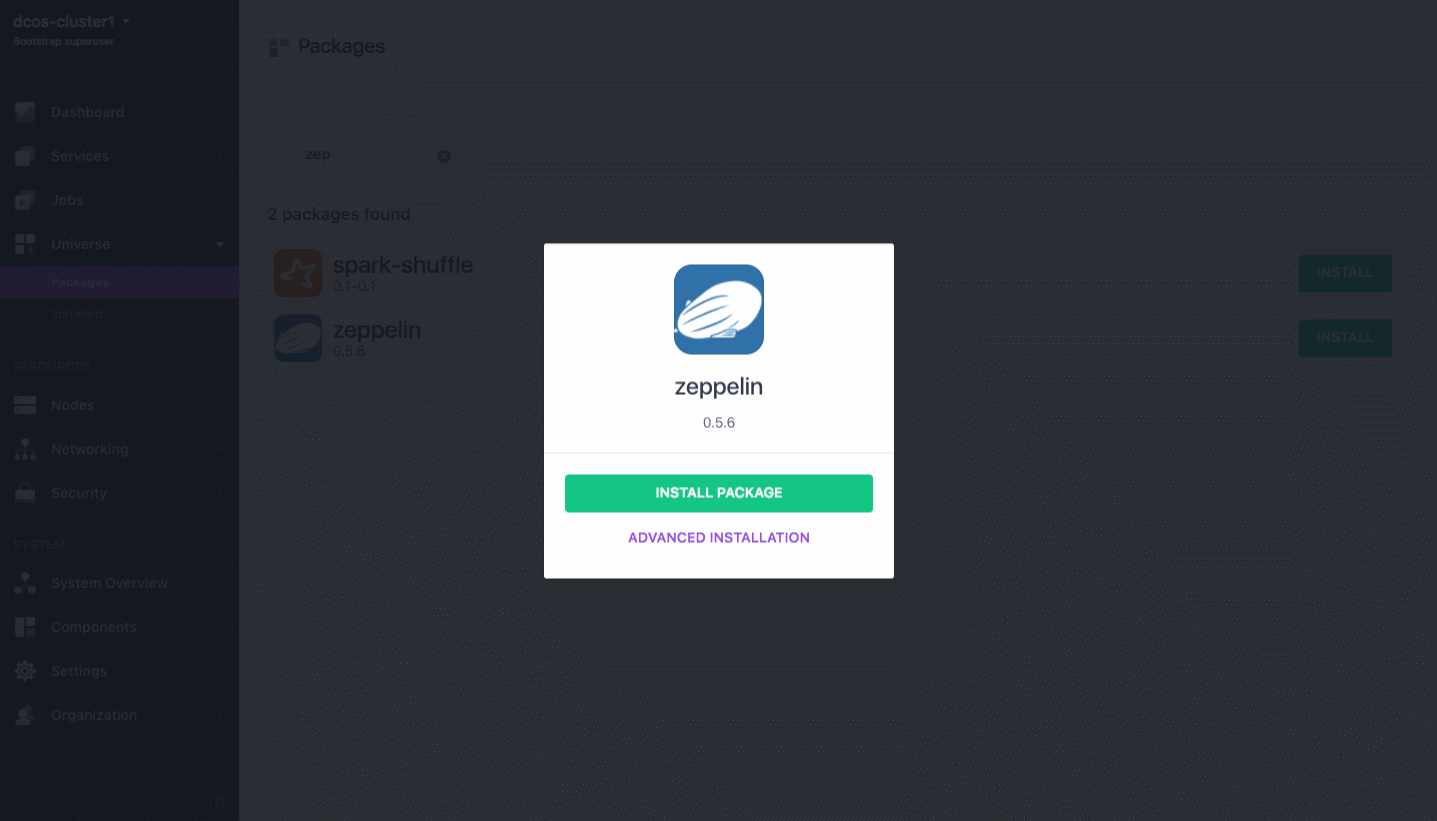 dcos-cluster1
Bootstrap superuser
Dashboard
Services
Jobs
Universe
Packages
Installed
RESOURCES
Nodes
Networking
Security
SYSTEM
System Overview
Components
Settings
Organization
Packages
zep
2 packages found
spark-shuffle
0.1-0.1
INSTALL
zeppelin
0.5.6
INSTALL
zeppelin
0.5.6
INSTALL PACKAGE
ADVANCED INSTALLATION